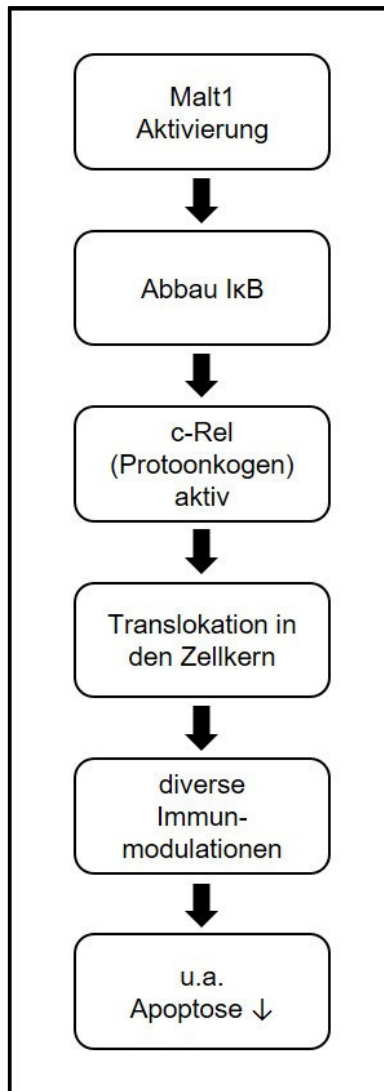 Malt1
Aktivierung
Abbau IκB
c-Rel
(Protoonkogen)
aktiv
Translokation in
den Zellkern
diverse
Immun-
modulationen
u.a.
Apoptose ↓